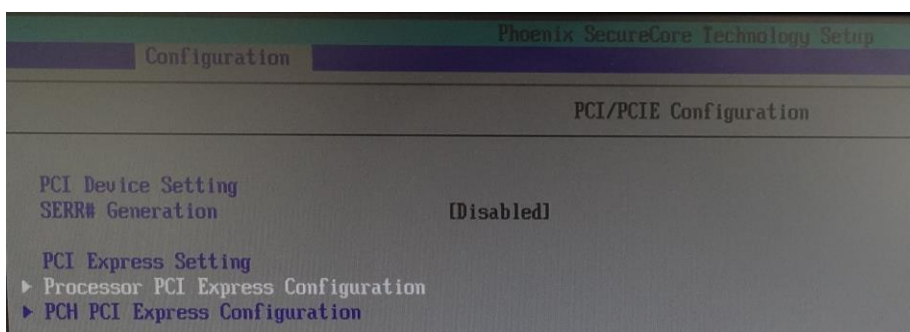 Phoenix SecureCore Technology Setup
Configuration
PCI/PCIE Configuration
PCI Device Setting
SERR# Generation [Disabled]
PCI Express Setting
▶ Processor PCI Express Configuration
▶ PCH PCI Express Configuration